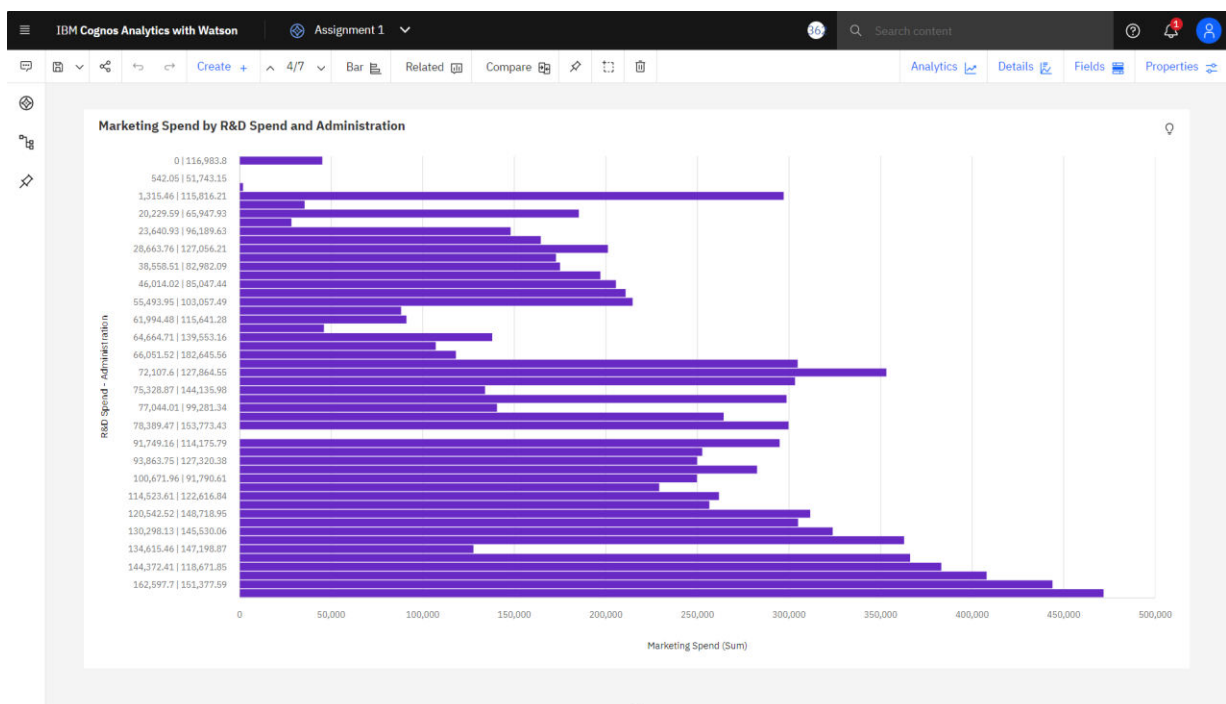 IBM Cognos Analytics with Watson
Assignment 1
Search content
1
Create +
4/7
Bar
Related
Compare
Analytics
Details
Fields
Properties
Marketing Spend by R&D Spend and Administration
R&D Spend - Administration
0 | 116,983.8
542.05 | 51,743.15
1,315.46 | 115,816.21
20,229.59 | 65,947.93
23,640.93 | 96,189.63
28,663.76 | 127,056.21
38,558.51 | 82,982.09
46,014.02 | 85,047.44
55,493.95 | 103,057.49
61,994.48 | 115,641.28
64,664.71 | 139,553.16
66,051.52 | 182,645.56
72,107.6 | 127,864.55
75,328.87 | 144,135.98
77,044.01 | 99,281.34
78,389.47 | 153,773.43
91,749.16 | 114,175.79
93,863.75 | 127,320.38
100,671.96 | 91,790.61
114,523.61 | 122,616.84
120,542.52 | 148,718.95
130,298.13 | 145,530.06
134,615.46 | 147,198.87
144,372.41 | 118,671.85
162,597.7 | 151,377.59
0 50,000 100,000 150,000 200,000 250,000 300,000 350,000 400,000 450,000 500,000
Marketing Spend (Sum)